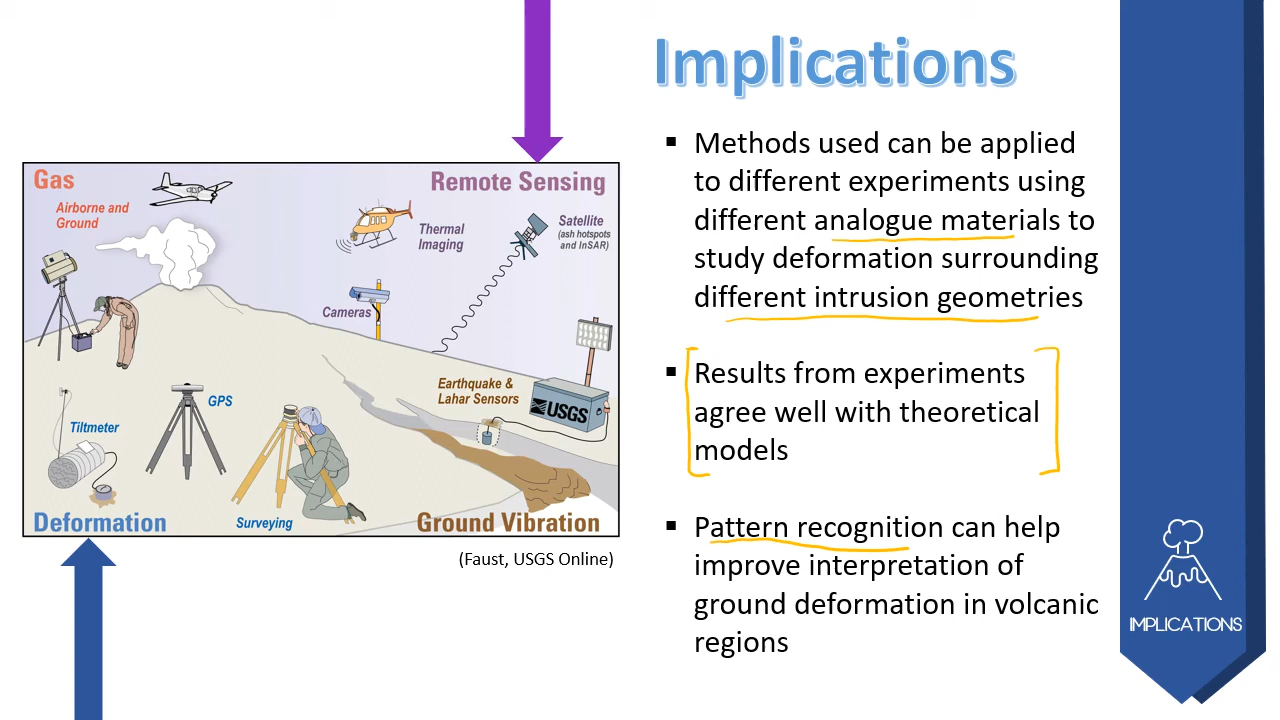 Implications
▪ Methods used can be applied
to different experiments using
different analogue materials to
study deformation surrounding
different intrusion geometries
▪ Results from experiments
agree well with theoretical
models
▪ Pattern recognition can help
improve interpretation of
ground deformation in volcanic
regions
Gas
Airborne and
Ground
Remote Sensing
Thermal
Imaging
Satellite
(ash hotspots
and InSAR)
Cameras
Earthquake &
Lahar Sensors
USGS
GPS
Tiltmeter
Deformation
Surveying
Ground Vibration
(Faust, USGS Online)
IMPLICATIONS